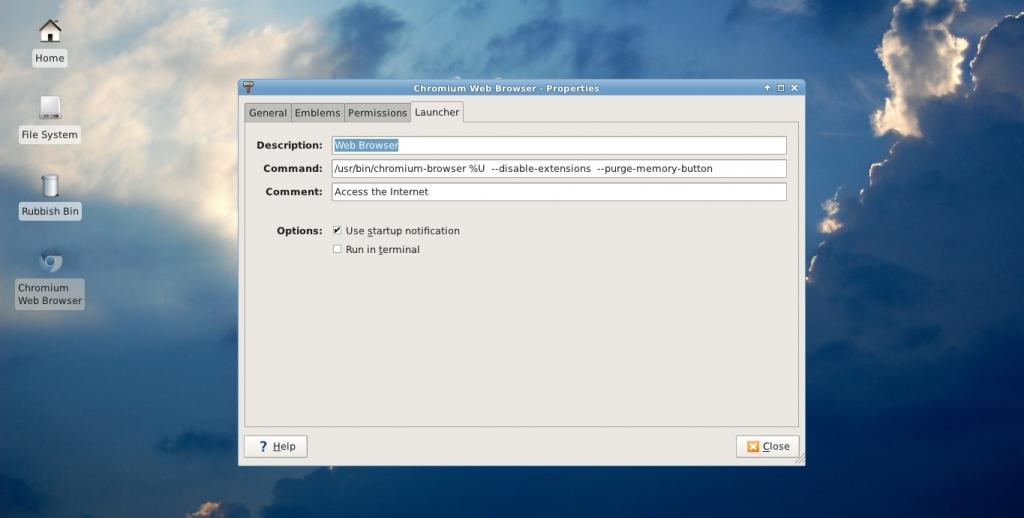 Home
File System
Rubbish Bin
Chromium
Web Browser
Chromium Web Browser - Properties
General Emblems Permissions Launcher
Description: Web Browser
Command: /usr/bin/chromium-browser %U  --disable-extensions  --purge-memory-button
Comment: Access the Internet
Options: Use startup notification
Run in terminal
? Help
Close